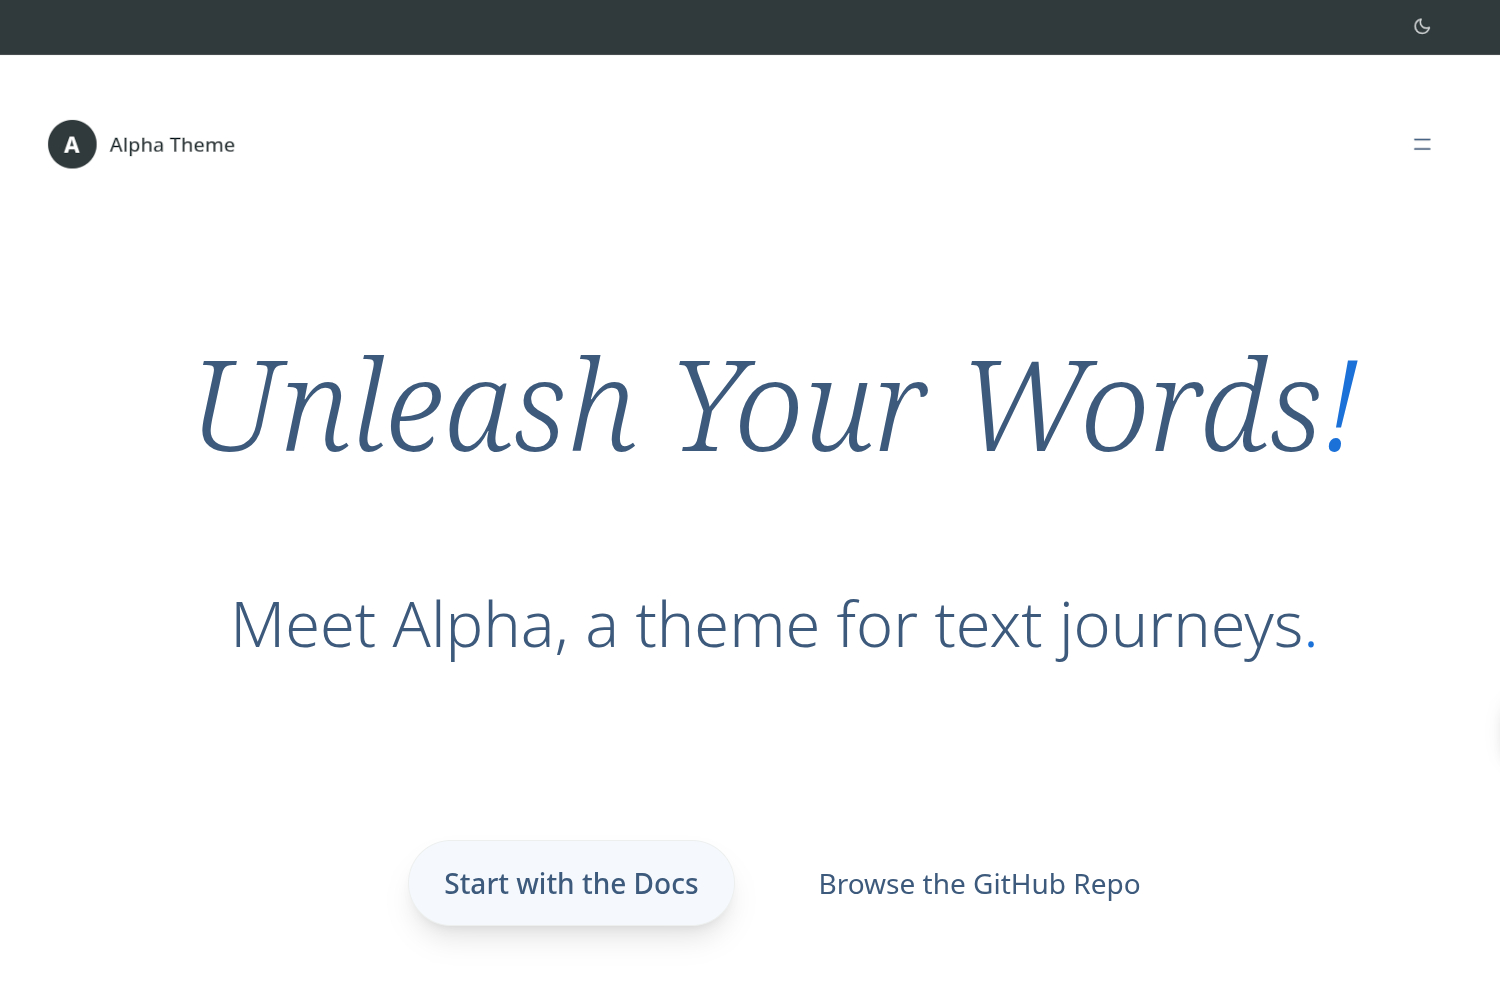 A Alpha Theme
Unleash Your Words!
Meet Alpha, a theme for text journeys.
Start with the Docs Browse the GitHub Repo